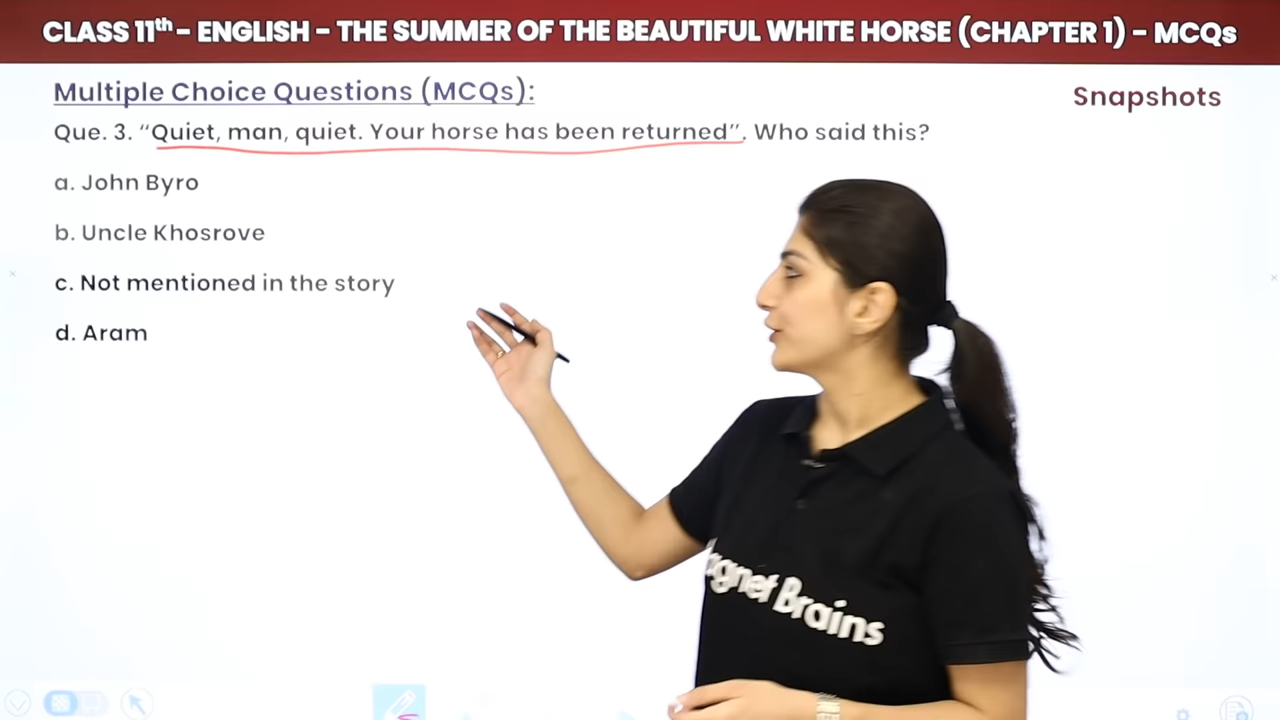 CLASS 11th - ENGLISH - THE SUMMER OF THE BEAUTIFUL WHITE HORSE (CHAPTER 1) - MCQs
Multiple Choice Questions (MCQs):
Snapshots
Que. 3. “Quiet, man, quiet. Your horse has been returned”. Who said this?
a. John Byro
b. Uncle Khosrove
c. Not mentioned in the story
d. Aram
Brains